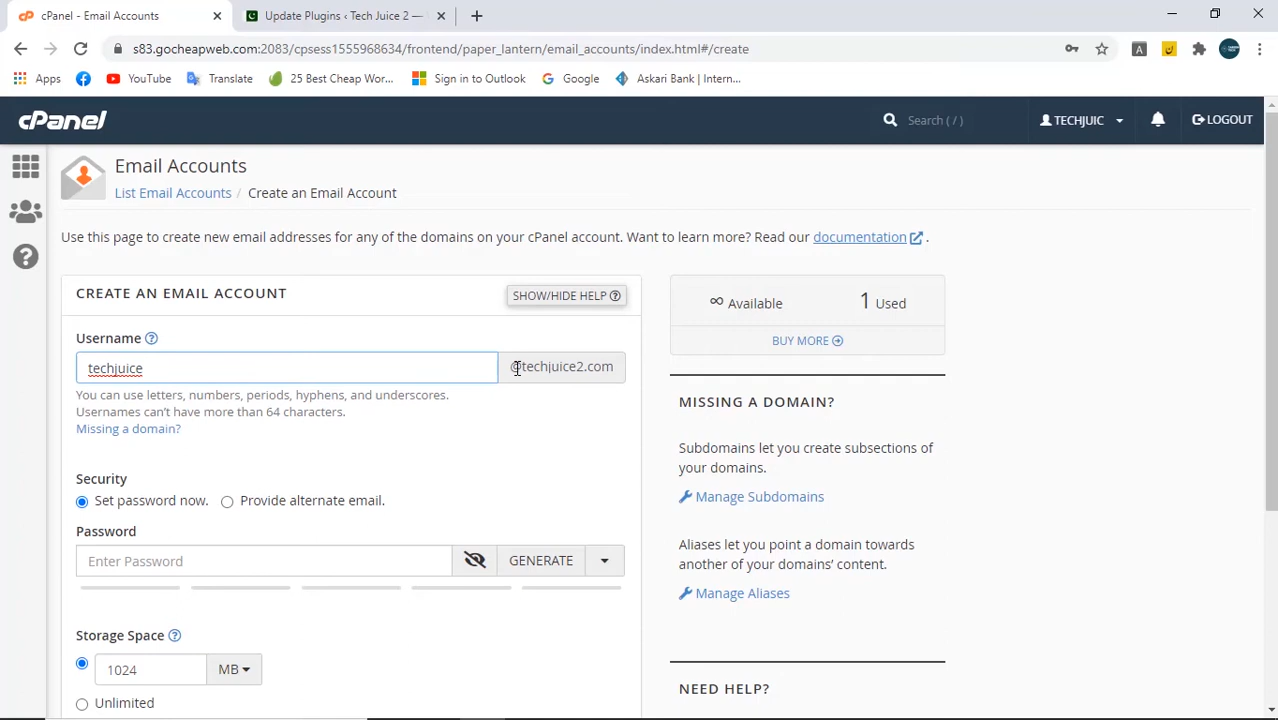 cPanel - Email Accounts
Update Plugins ‹ Tech Juice 2 —
s83.gocheapweb.com:2083/cpsess1555968634/frontend/paper_lantern/email_accounts/index.html#/create
A
Apps YouTube Translate 25 Best Cheap Wor... Sign in to Outlook Google Askari Bank | Intern...
cPanel Search ( / ) TECHJUIC LOGOUT
Email Accounts
List Email Accounts / Create an Email Account
Use this page to create new email addresses for any of the domains on your cPanel account. Want to learn more? Read our documentation .
CREATE AN EMAIL ACCOUNT SHOW/HIDE HELP
Username
techjuice @techjuice2.com
You can use letters, numbers, periods, hyphens, and underscores.
Usernames can't have more than 64 characters.
Missing a domain?
Security
Set password now. Provide alternate email.
Password
Enter Password GENERATE
Storage Space
1024 MB
Unlimited
∞ Available 1 Used
BUY MORE
MISSING A DOMAIN?
Subdomains let you create subsections of
your domains.
Manage Subdomains
Aliases let you point a domain towards
another of your domains' content.
Manage Aliases
NEED HELP?